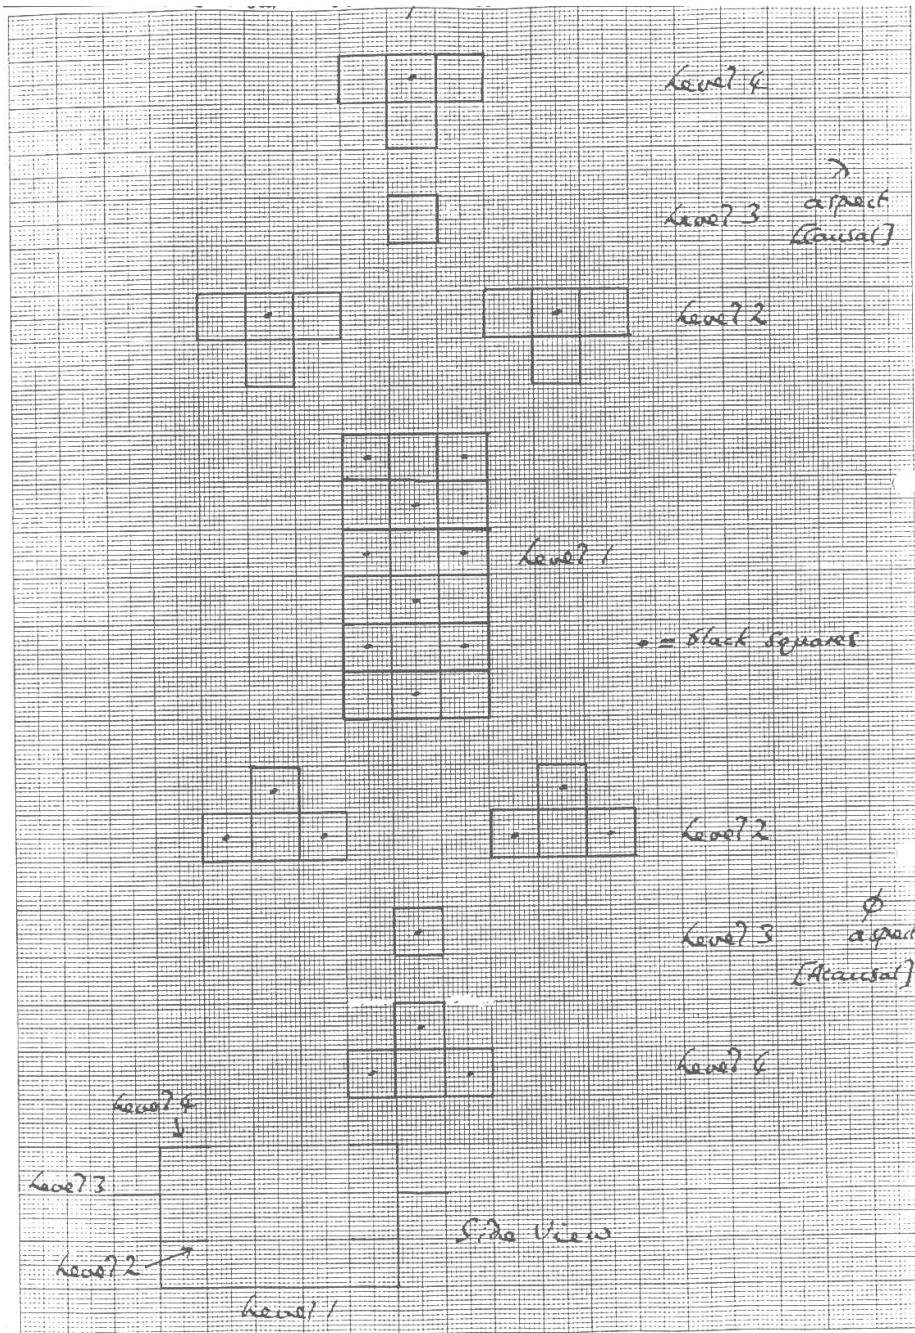 Level 4
λ
aspect
[Causal]
Level 3
Level 2
Level 1
• = black squares
Level 2
φ
aspect
[Acausal]
Level 3
Level 4
Level 4
Level 3
Side View
Level 2
Level 1